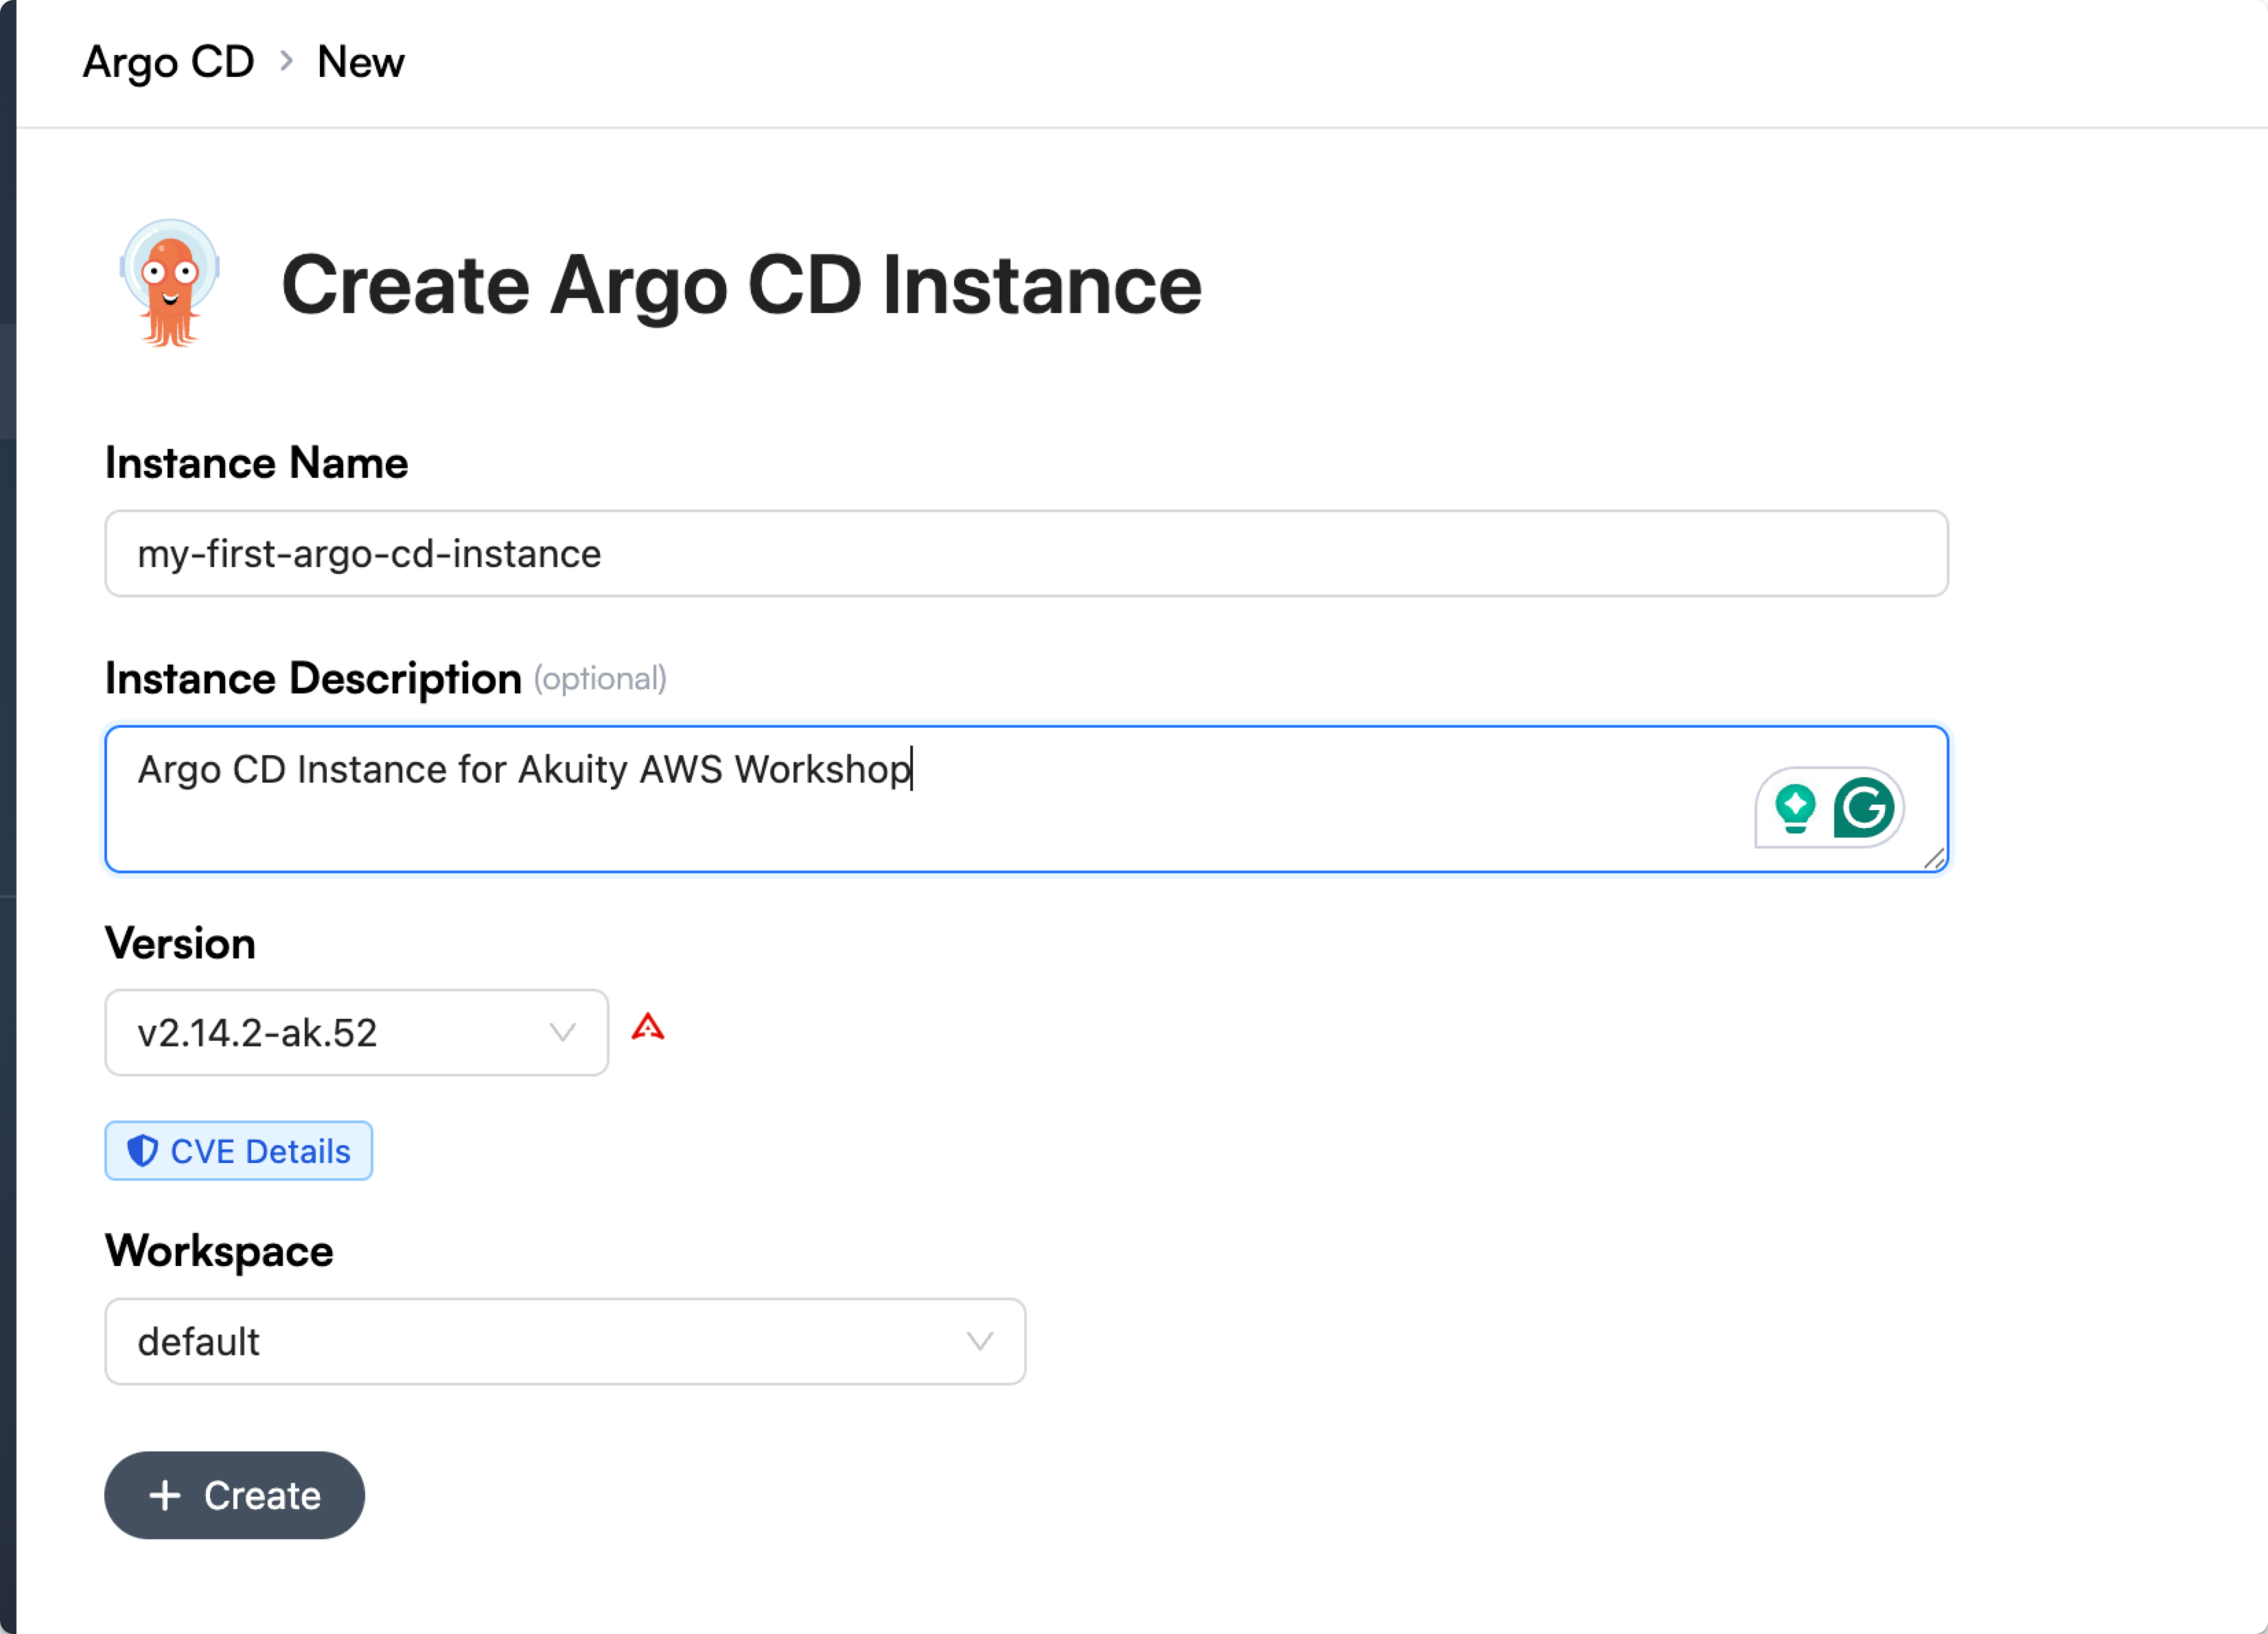 Argo CD > New
Create Argo CD Instance
Instance Name
my-first-argo-cd-instance
Instance Description (optional)
Argo CD Instance for Akuity AWS Workshop
Version
v2.14.2-ak.52
CVE Details
Workspace
default
+ Create